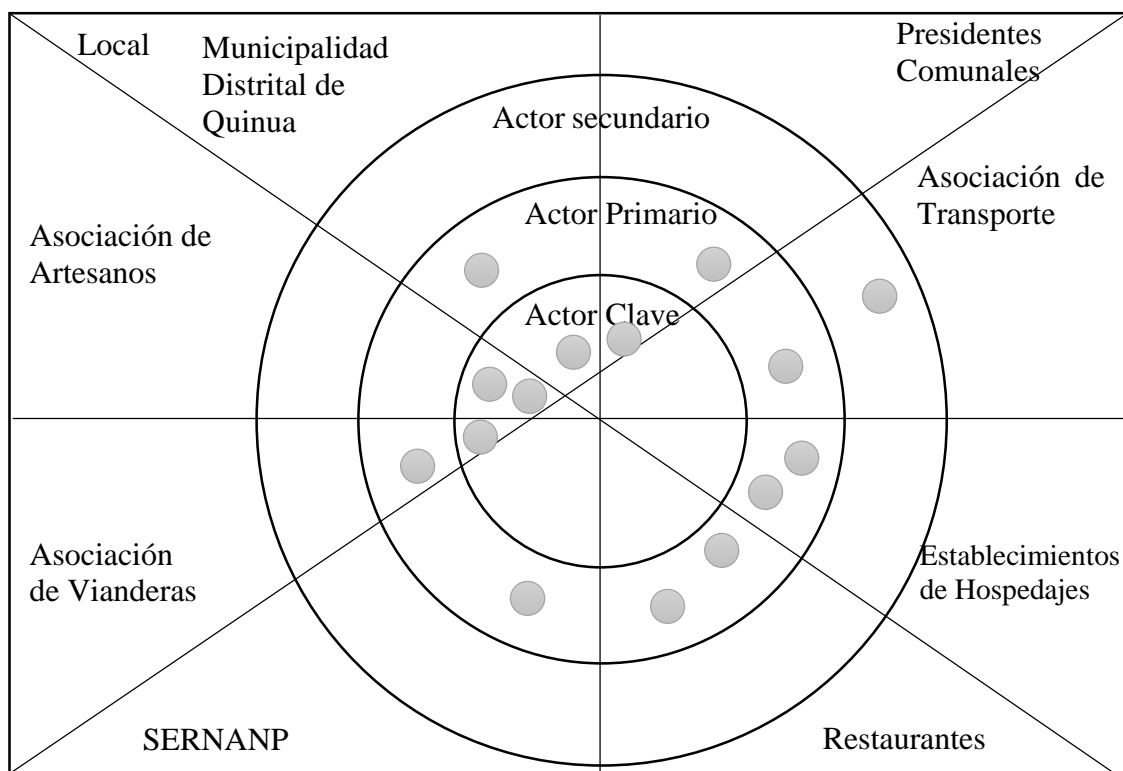 Local
Municipalidad
Distrital de
Quinua
Presidentes
Comunales
Actor secundario
Asociación de
Transporte
Actor Primario
Asociación de
Artesanos
Actor Clave
Asociación
de Vianderas
Establecimientos
de Hospedajes
SERNANP
Restaurantes